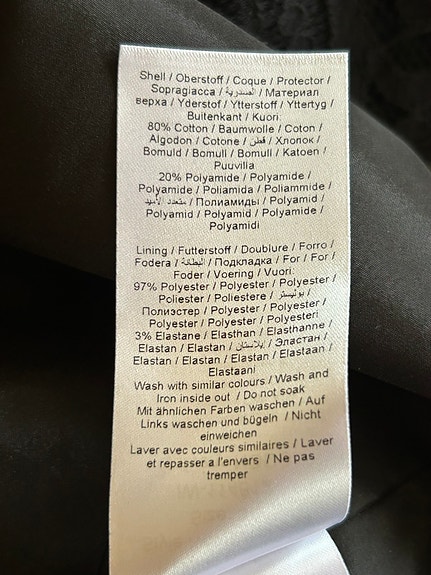 Shell / Oberstoff / Coque / Protector /
Sopragiacca / الصدرية / Материал
верха / Yderstof / Ytterstoff / Yttertyg /
Buitenkant / Kuori:
80% Cotton / Baumwolle / Coton /
Algodon / Cotone / قطن / Хлопок /
Bomuld / Bomull / Bomull / Katoen /
Puuvilla
20% Polyamide / Polyamide /
Polyamide / Poliamida / Poliammide /
متعدد الأميد / Полиамиды / Polyamid /
Polyamid / Polyamid / Polyamide /
Polyamidi
Lining / Futterstoff / Doublure / Forro /
Fodera / البطانة / Подкладка / For / For /
Foder / Voering / Vuori:
97% Polyester / Polyester / Polyester /
Poliester / Poliestere / بوليستر /
Полиэстер / Polyester / Polyester /
Polyester / Polyester / Polyesteri
3% Elastane / Elasthan / Elasthanne /
Elastan / Elastan / إيلاستان / Эластан /
Elastan / Elastan / Elastan / Elastaan /
Elastaani
Wash with similar colours / Wash and
Iron inside out / Do not soak
Mit ähnlichen Farben waschen / Auf
Links waschen und bügeln / Nicht
einweichen
Laver avec couleurs similaires / Laver
et repasser a l'envers / Ne pas
tremper